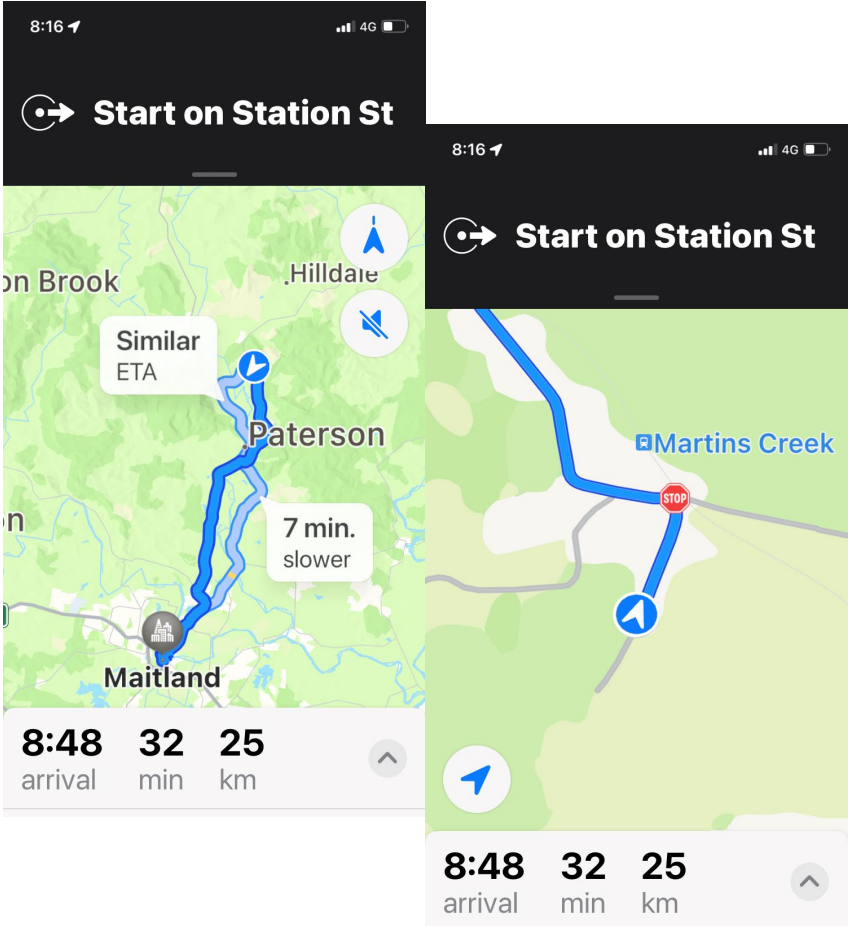 8:16
4G
Start on Station St
on Brook
Hilldale
Similar
ETA
Paterson
on
7 min.
slower
Maitland
8:48 32 25
arrival min km
8:16
4G
Start on Station St
Martins Creek
STOP
8:48 32 25
arrival min km